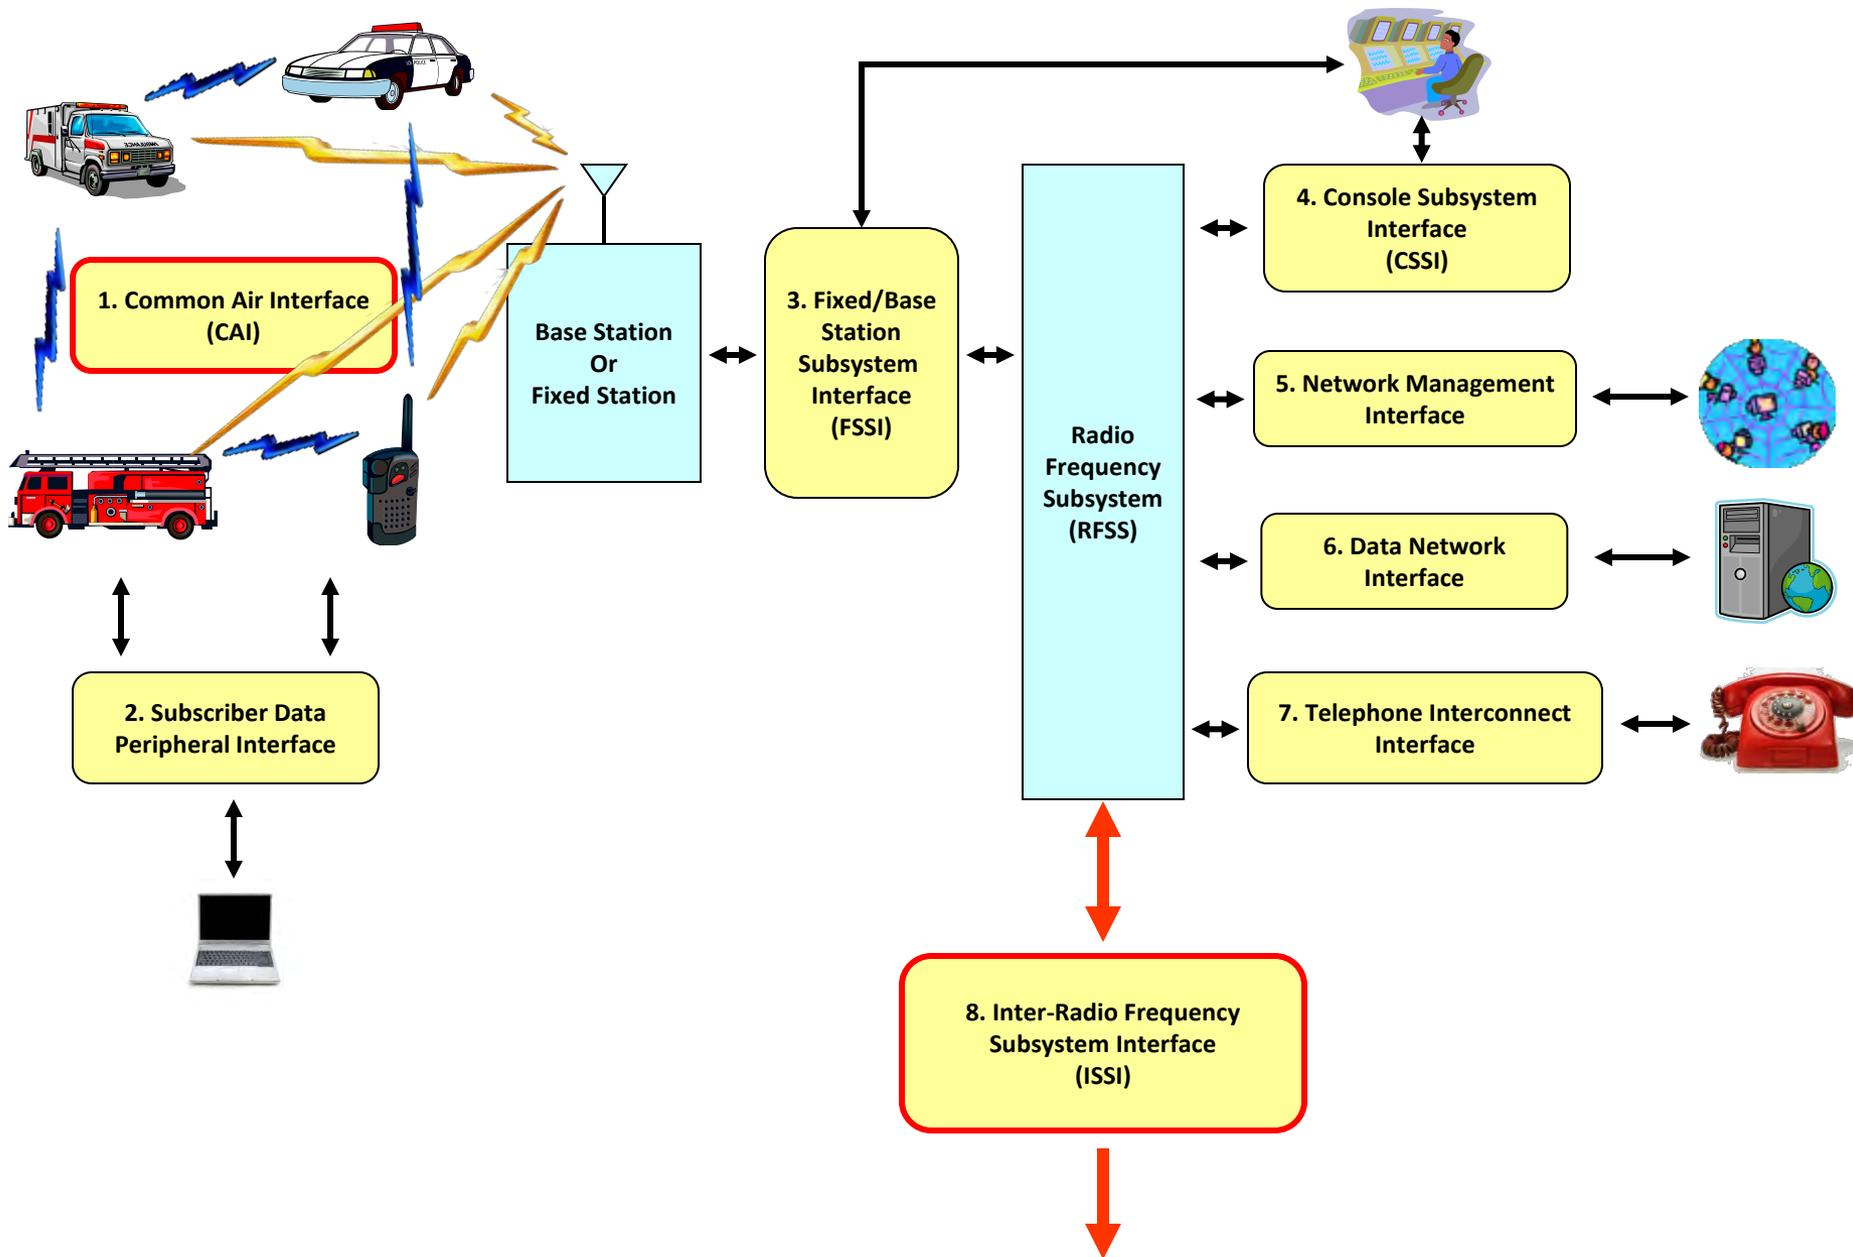 1. Common Air Interface
(CAI)
2. Subscriber Data
Peripheral Interface
Base Station
Or
Fixed Station
3. Fixed/Base
Station
Subsystem
Interface
(FSSI)
Radio
Frequency
Subsystem
(RFSS)
4. Console Subsystem
Interface
(CSSI)
5. Network Management
Interface
6. Data Network
Interface
7. Telephone Interconnect
Interface
8. Inter-Radio Frequency
Subsystem Interface
(ISSI)